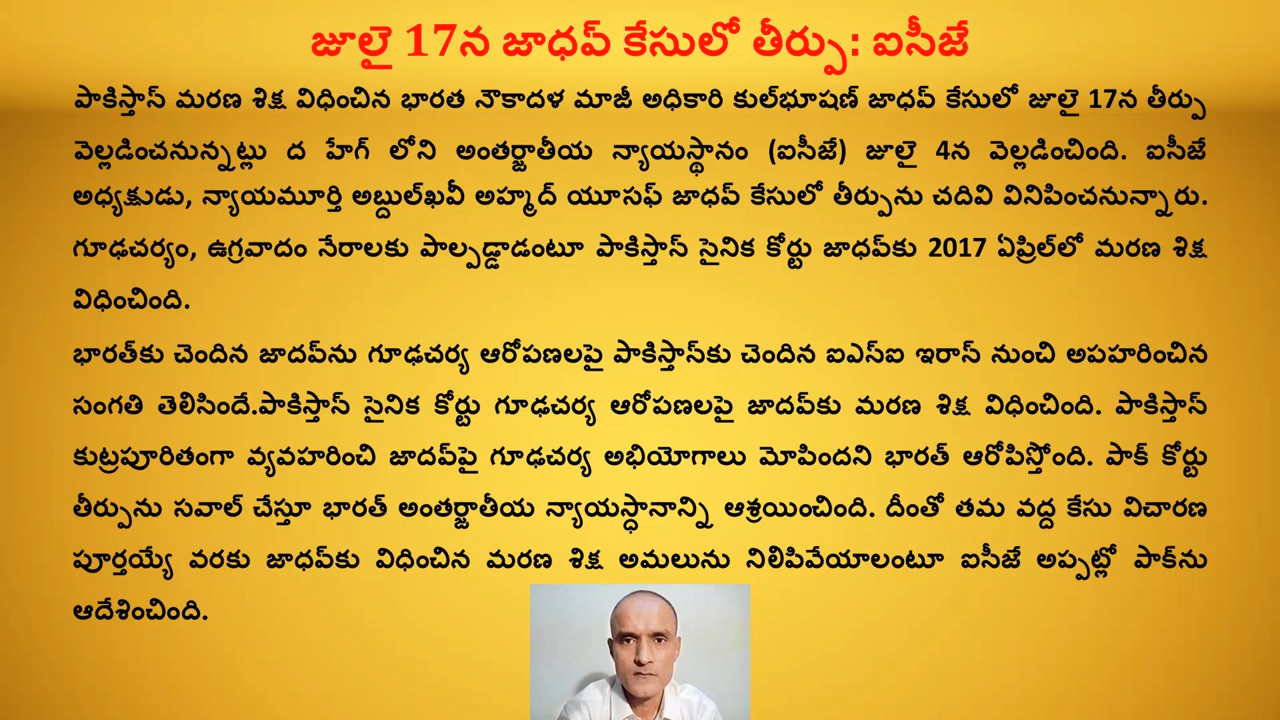 జూలై 17న జాధవ్ కేసులో తీర్పు: ఐసీజే
పాకిస్తాన్ మరణ శిక్ష విధించిన భారత నౌకాదళ మాజీ అధికారి కుల్‌భూషణ్ జాధవ్ కేసులో జూలై 17న తీర్పు
వెల్లడించనున్నట్లు ద హేగ్ లోని అంతర్జాతీయ న్యాయస్థానం (ఐసీజే) జూలై 4న వెల్లడించింది. ఐసీజే
అధ్యక్షుడు, న్యాయమూర్తి అబ్దుల్‌ఖవీ అహ్మద్ యూసఫ్ జాధవ్ కేసులో తీర్పును చదివి వినిపించనున్నారు.
గూఢచర్యం, ఉగ్రవాదం నేరాలకు పాల్పడ్డాడంటూ పాకిస్తాన్ సైనిక కోర్టు జాధవ్‌కు 2017 ఏప్రిల్‌లో మరణ శిక్ష
విధించింది.
భారత్‌కు చెందిన జాదవ్‌ను గూఢచర్య ఆరోపణలపై పాకిస్తాన్‌కు చెందిన ఐఎస్ఐ ఇరాన్ నుంచి అపహరించిన
సంగతి తెలిసిందే.పాకిస్తాన్ సైనిక కోర్టు గూఢచర్య ఆరోపణలపై జాదవ్‌కు మరణ శిక్ష విధించింది. పాకిస్తాన్
కుట్రపూరితంగా వ్యవహరించి జాదవ్‌పై గూఢచర్య అభియోగాలు మోపిందని భారత్ ఆరోపిస్తోంది. పాక్ కోర్టు
తీర్పును సవాల్ చేస్తూ భారత్ అంతర్జాతీయ న్యాయస్ధానాన్ని ఆశ్రయించింది. దీంతో తమ వద్ద కేసు విచారణ
పూర్తయ్యే వరకు జాధవ్‌కు విధించిన మరణ శిక్ష అమలును నిలిపివేయాలంటూ ఐసీజే అప్పట్లో పాక్‌ను
ఆదేశించింది.